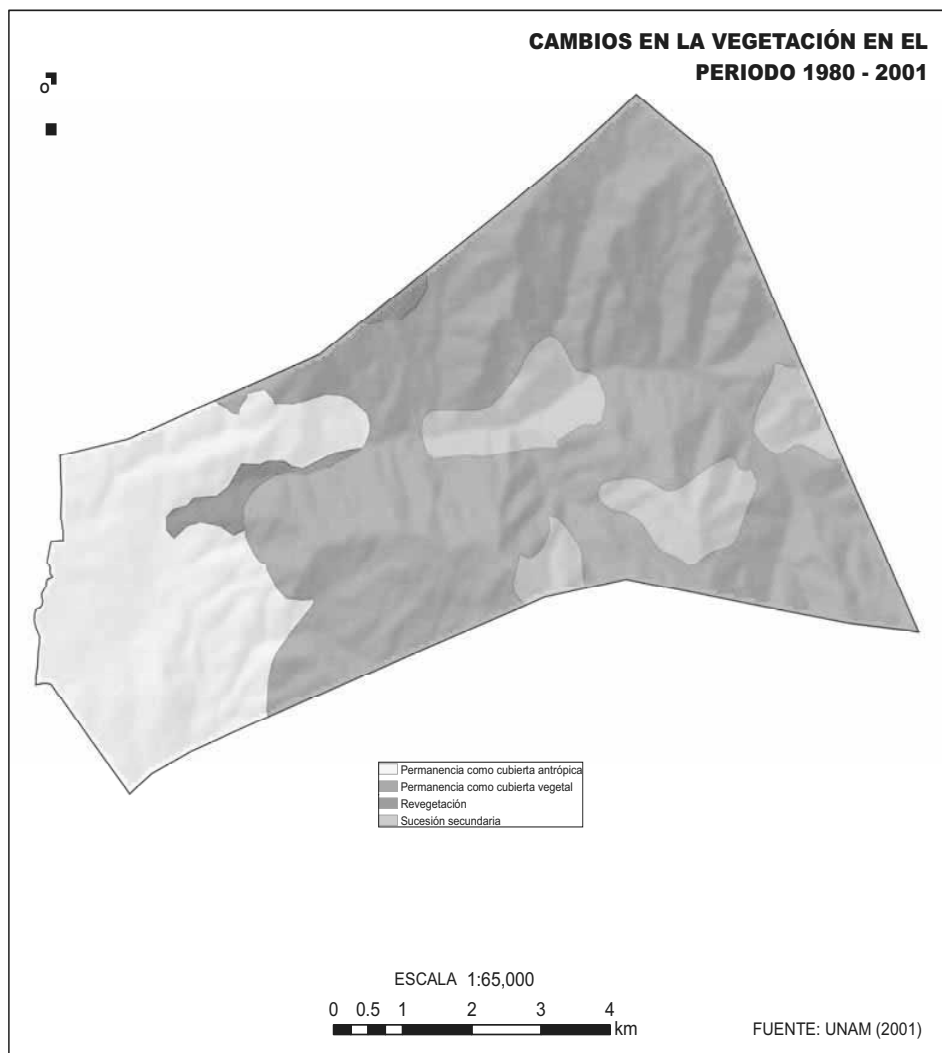 CAMBIOS EN LA VEGETACIÓN EN EL
PERIODO 1980 - 2001
O
Permanencia como cubierta antrópica
Permanencia como cubierta vegetal
Revegetación
Sucesión secundaria
ESCALA 1:65,000
0 0.5 1 2 3 4
km
FUENTE: UNAM (2001)